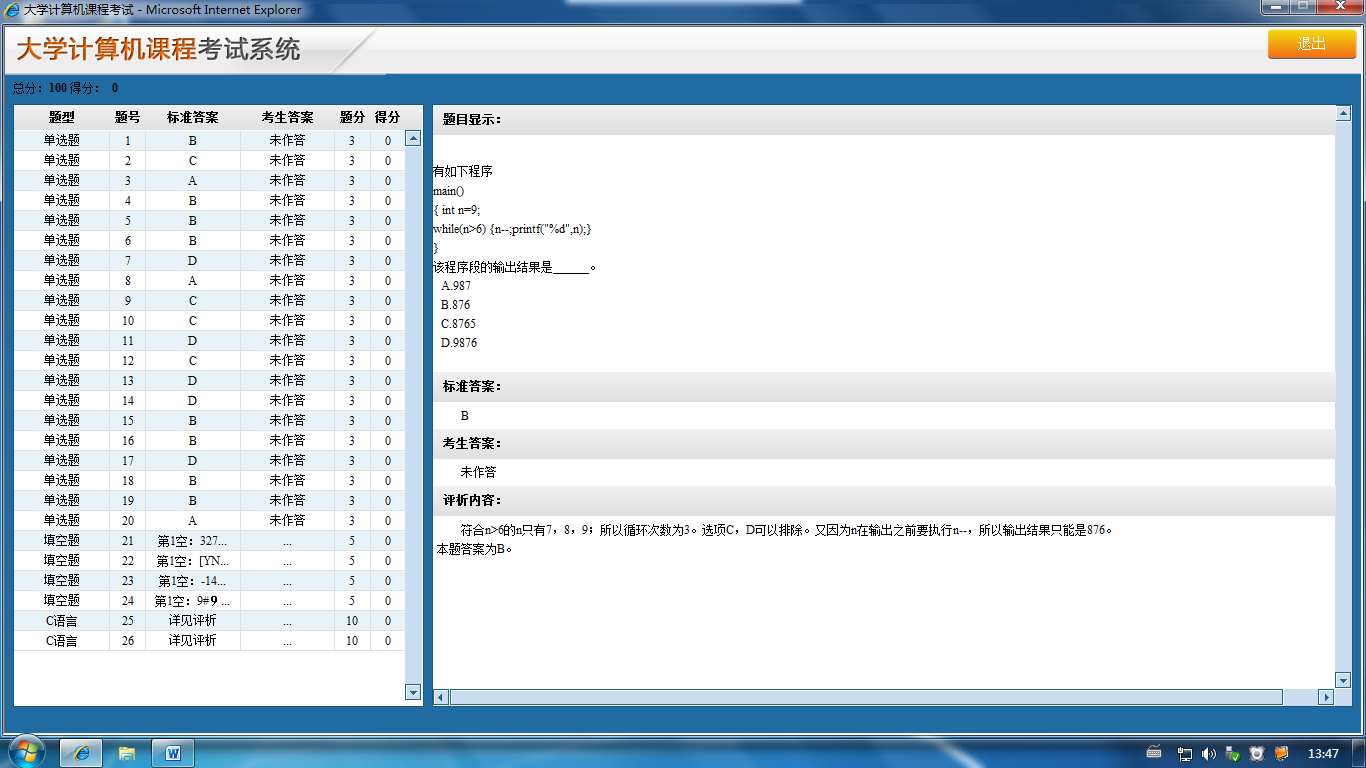 大学计算机课程考试 - Microsoft Internet Explorer
大学计算机课程考试系统
退出
总分：100 得分： 0
题型 题号 标准答案 考生答案 题分 得分
单选题 1 B 未作答 3 0
单选题 2 C 未作答 3 0
单选题 3 A 未作答 3 0
单选题 4 B 未作答 3 0
单选题 5 B 未作答 3 0
单选题 6 B 未作答 3 0
单选题 7 D 未作答 3 0
单选题 8 A 未作答 3 0
单选题 9 C 未作答 3 0
单选题 10 C 未作答 3 0
单选题 11 D 未作答 3 0
单选题 12 C 未作答 3 0
单选题 13 D 未作答 3 0
单选题 14 D 未作答 3 0
单选题 15 B 未作答 3 0
单选题 16 B 未作答 3 0
单选题 17 D 未作答 3 0
单选题 18 B 未作答 3 0
单选题 19 B 未作答 3 0
单选题 20 A 未作答 3 0
填空题 21 第1空：327... ... 5 0
填空题 22 第1空：[YN... ... 5 0
填空题 23 第1空：-14... ... 5 0
填空题 24 第1空：9#9 ... ... 5 0
C语言 25 详见评析 ... 10 0
C语言 26 详见评析 ... 10 0
题目显示：
有如下程序
main()
{ int n=9;
while(n>6) {n--;printf("%d",n);}
}
该程序段的输出结果是______。
A.987
B.876
C.8765
D.9876
标准答案：
B
考生答案：
未作答
评析内容：
符合n>6的n只有7，8，9；所以循环次数为3。选项C，D可以排除。又因为n在输出之前要执行n--，所以输出结果只能是876。
本题答案为B。
13:47